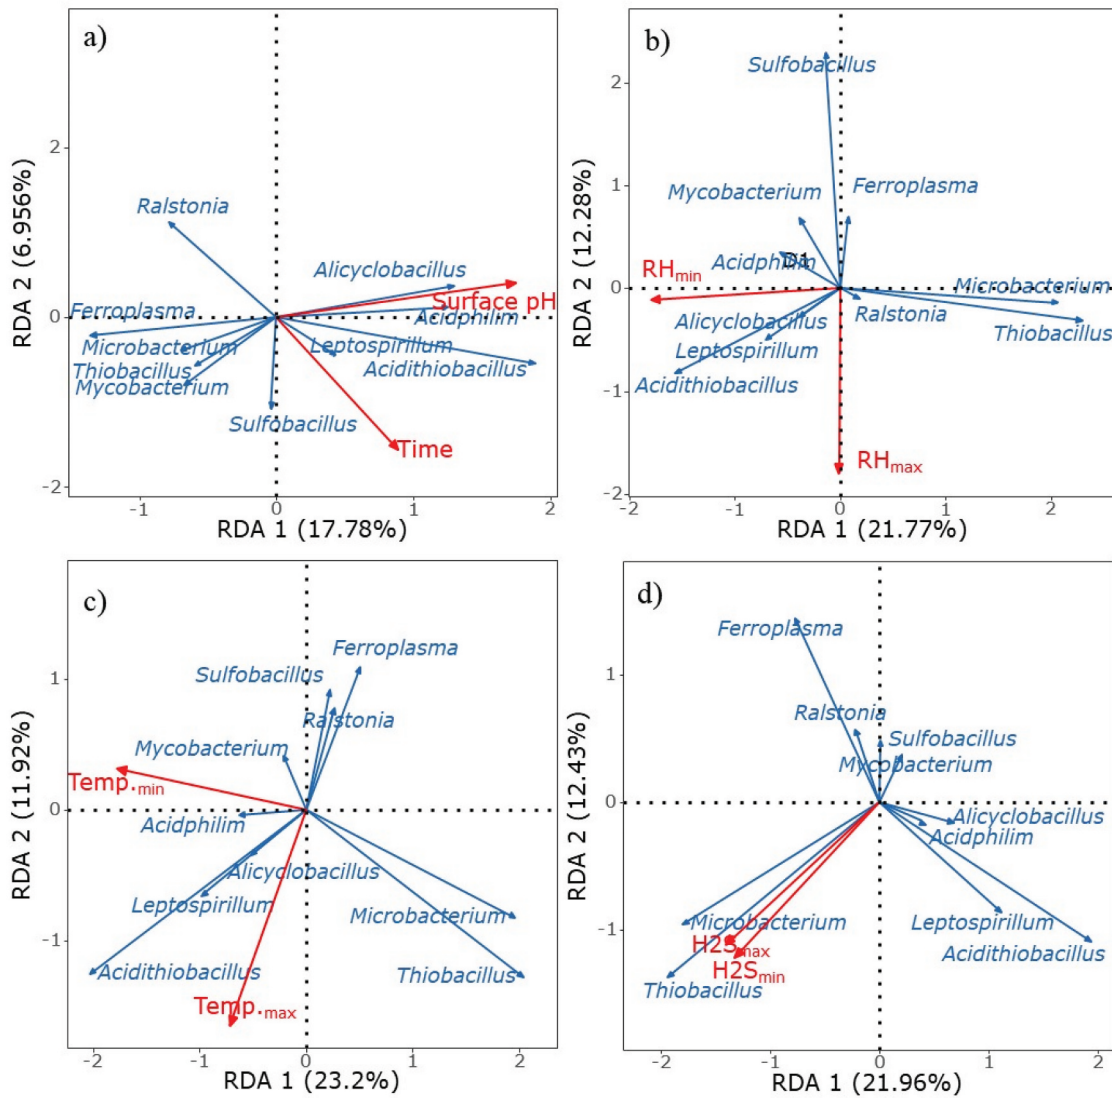 a)
2
0
-2
RDA 2 (6.956%)
Ralstonia
Alicyclobacillus
Surface pH
Acidphilim
Ferroplasma
Microbacterium
Leptospirillum
Thiobacillus
Acidithiobacillus
Mycobacterium
Sulfobacillus
Time
-1
0
1
2
RDA 1 (17.78%)
b)
2
1
0
-1
-2
RDA 2 (12.28%)
Sulfobacillus
Mycobacterium
Ferroplasma
Acidphilim
RHmin
Microbacterium
Alicyclobacillus
Ralstonia
Thiobacillus
Leptospirillum
Acidithiobacillus
RHmax
-2
-1
0
1
2
RDA 1 (21.77%)
c)
1
0
-1
RDA 2 (11.92%)
Ferroplasma
Sulfobacillus
Ralstonia
Mycobacterium
Temp.min
Acidphilim
Alicyclobacillus
Leptospirillum
Microbacterium
Acidithiobacillus
Thiobacillus
Temp.max
-2
-1
0
1
2
RDA 1 (23.2%)
d)
1
0
-1
RDA 2 (12.43%)
Ferroplasma
Ralstonia
Sulfobacillus
Mycobacterium
Alicyclobacillus
Acidphilim
Microbacterium
Leptospirillum
H2Smax
Acidithiobacillus
H2Smin
Thiobacillus
-2
-1
0
1
2
RDA 1 (21.96%)